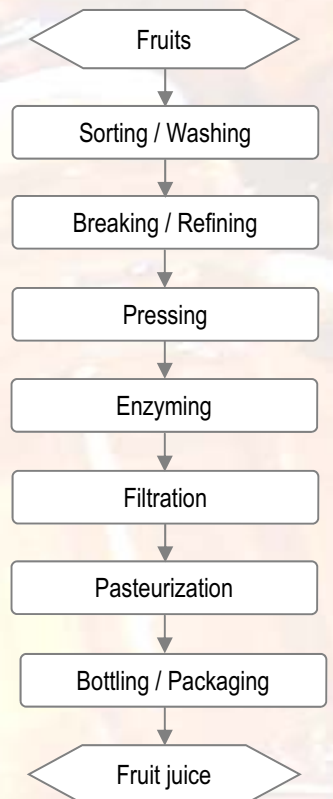 Fruits
Sorting / Washing
Breaking / Refining
Pressing
Enzyming
Filtration
Pasteurization
Bottling / Packaging
Fruit juice